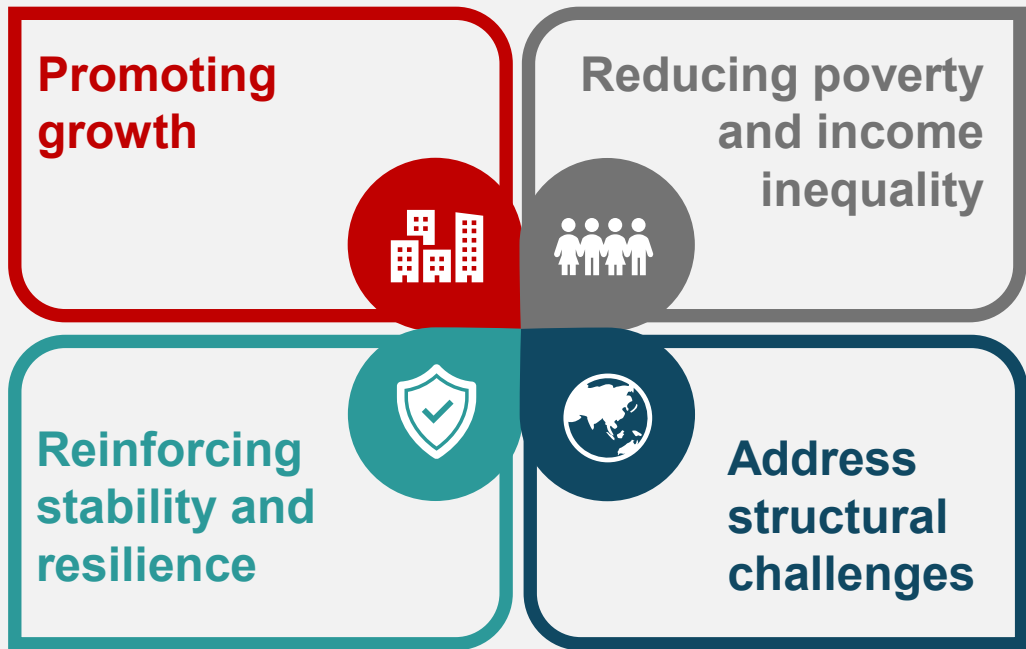 Promoting
growth
Reducing poverty
and income
inequality
Reinforcing
stability and
resilience
Address
structural
challenges